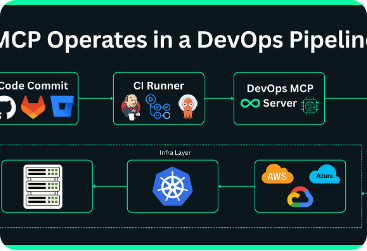 MCP Operates in a DevOps Pipeline
Code Commit
CI Runner
DevOps MCP
Server
Infra Layer
AWS
Azure